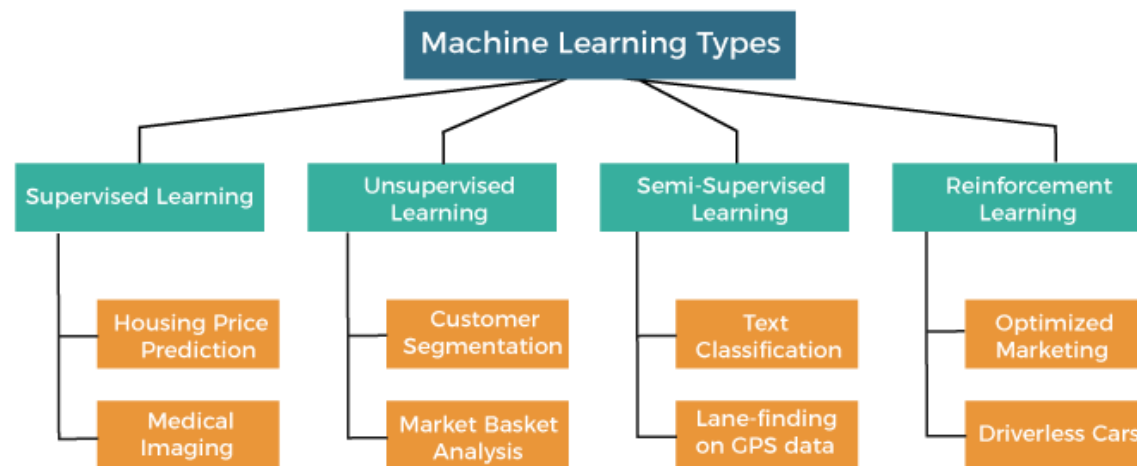 Machine Learning Types
Supervised Learning
Unsupervised
Learning
Semi-Supervised
Learning
Reinforcement
Learning
Housing Price
Prediction
Customer
Segmentation
Text
Classification
Optimized
Marketing
Medical
Imaging
Market Basket
Analysis
Lane-finding
on GPS data
Driverless Cars